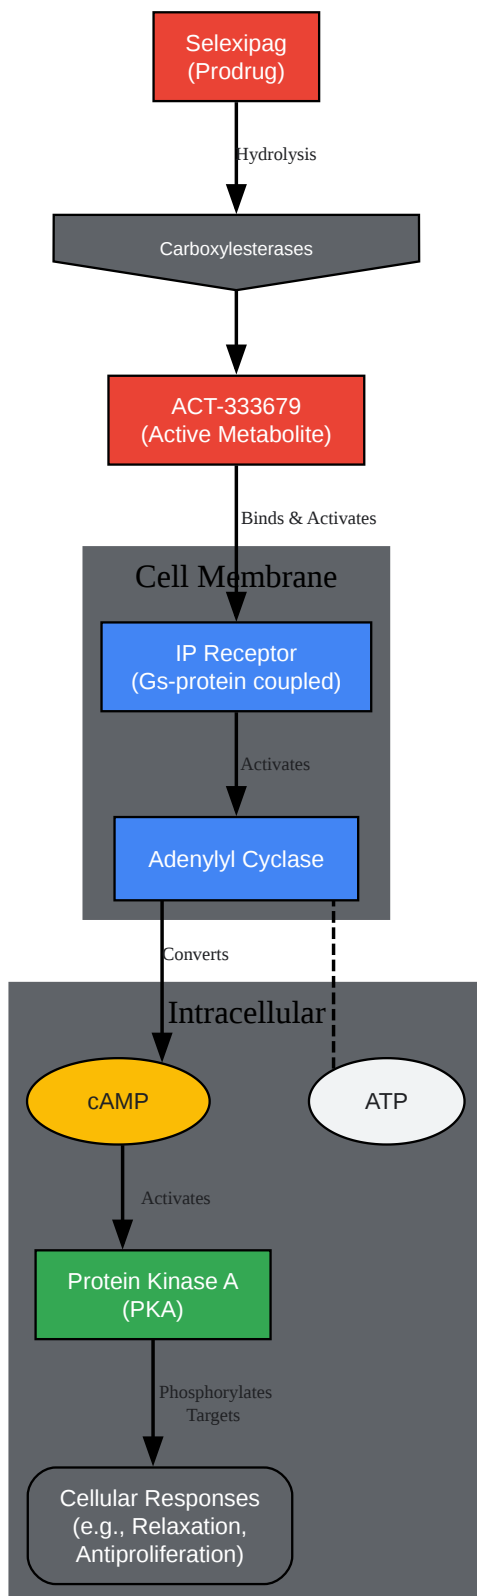 Selexipag
(Prodrug)
Hydrolysis
Carboxylesterases
ACT-333679
(Active Metabolite)
Binds & Activates
Cell Membrane
IP Receptor
(Gs-protein coupled)
Activates
Adenylyl Cyclase
Converts
Intracellular
cAMP
ATP
Activates
Protein Kinase A
(PKA)
Phosphorylates
Targets
Cellular Responses
(e.g., Relaxation,
Antiproliferation)